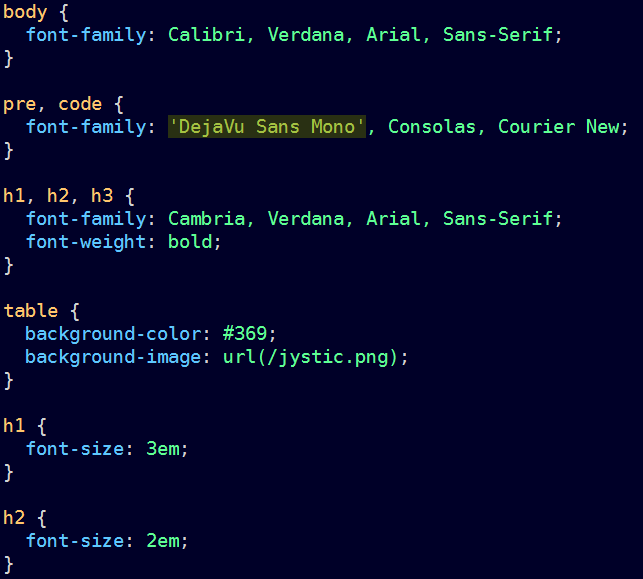 body {
  font-family: Calibri, Verdana, Arial, Sans-Serif;
}

pre, code {
  font-family: 'DejaVu Sans Mono', Consolas, Courier New;
}

h1, h2, h3 {
  font-family: Cambria, Verdana, Arial, Sans-Serif;
  font-weight: bold;
}

table {
  background-color: #369;
  background-image: url(/jystic.png);
}

h1 {
  font-size: 3em;
}

h2 {
  font-size: 2em;
}